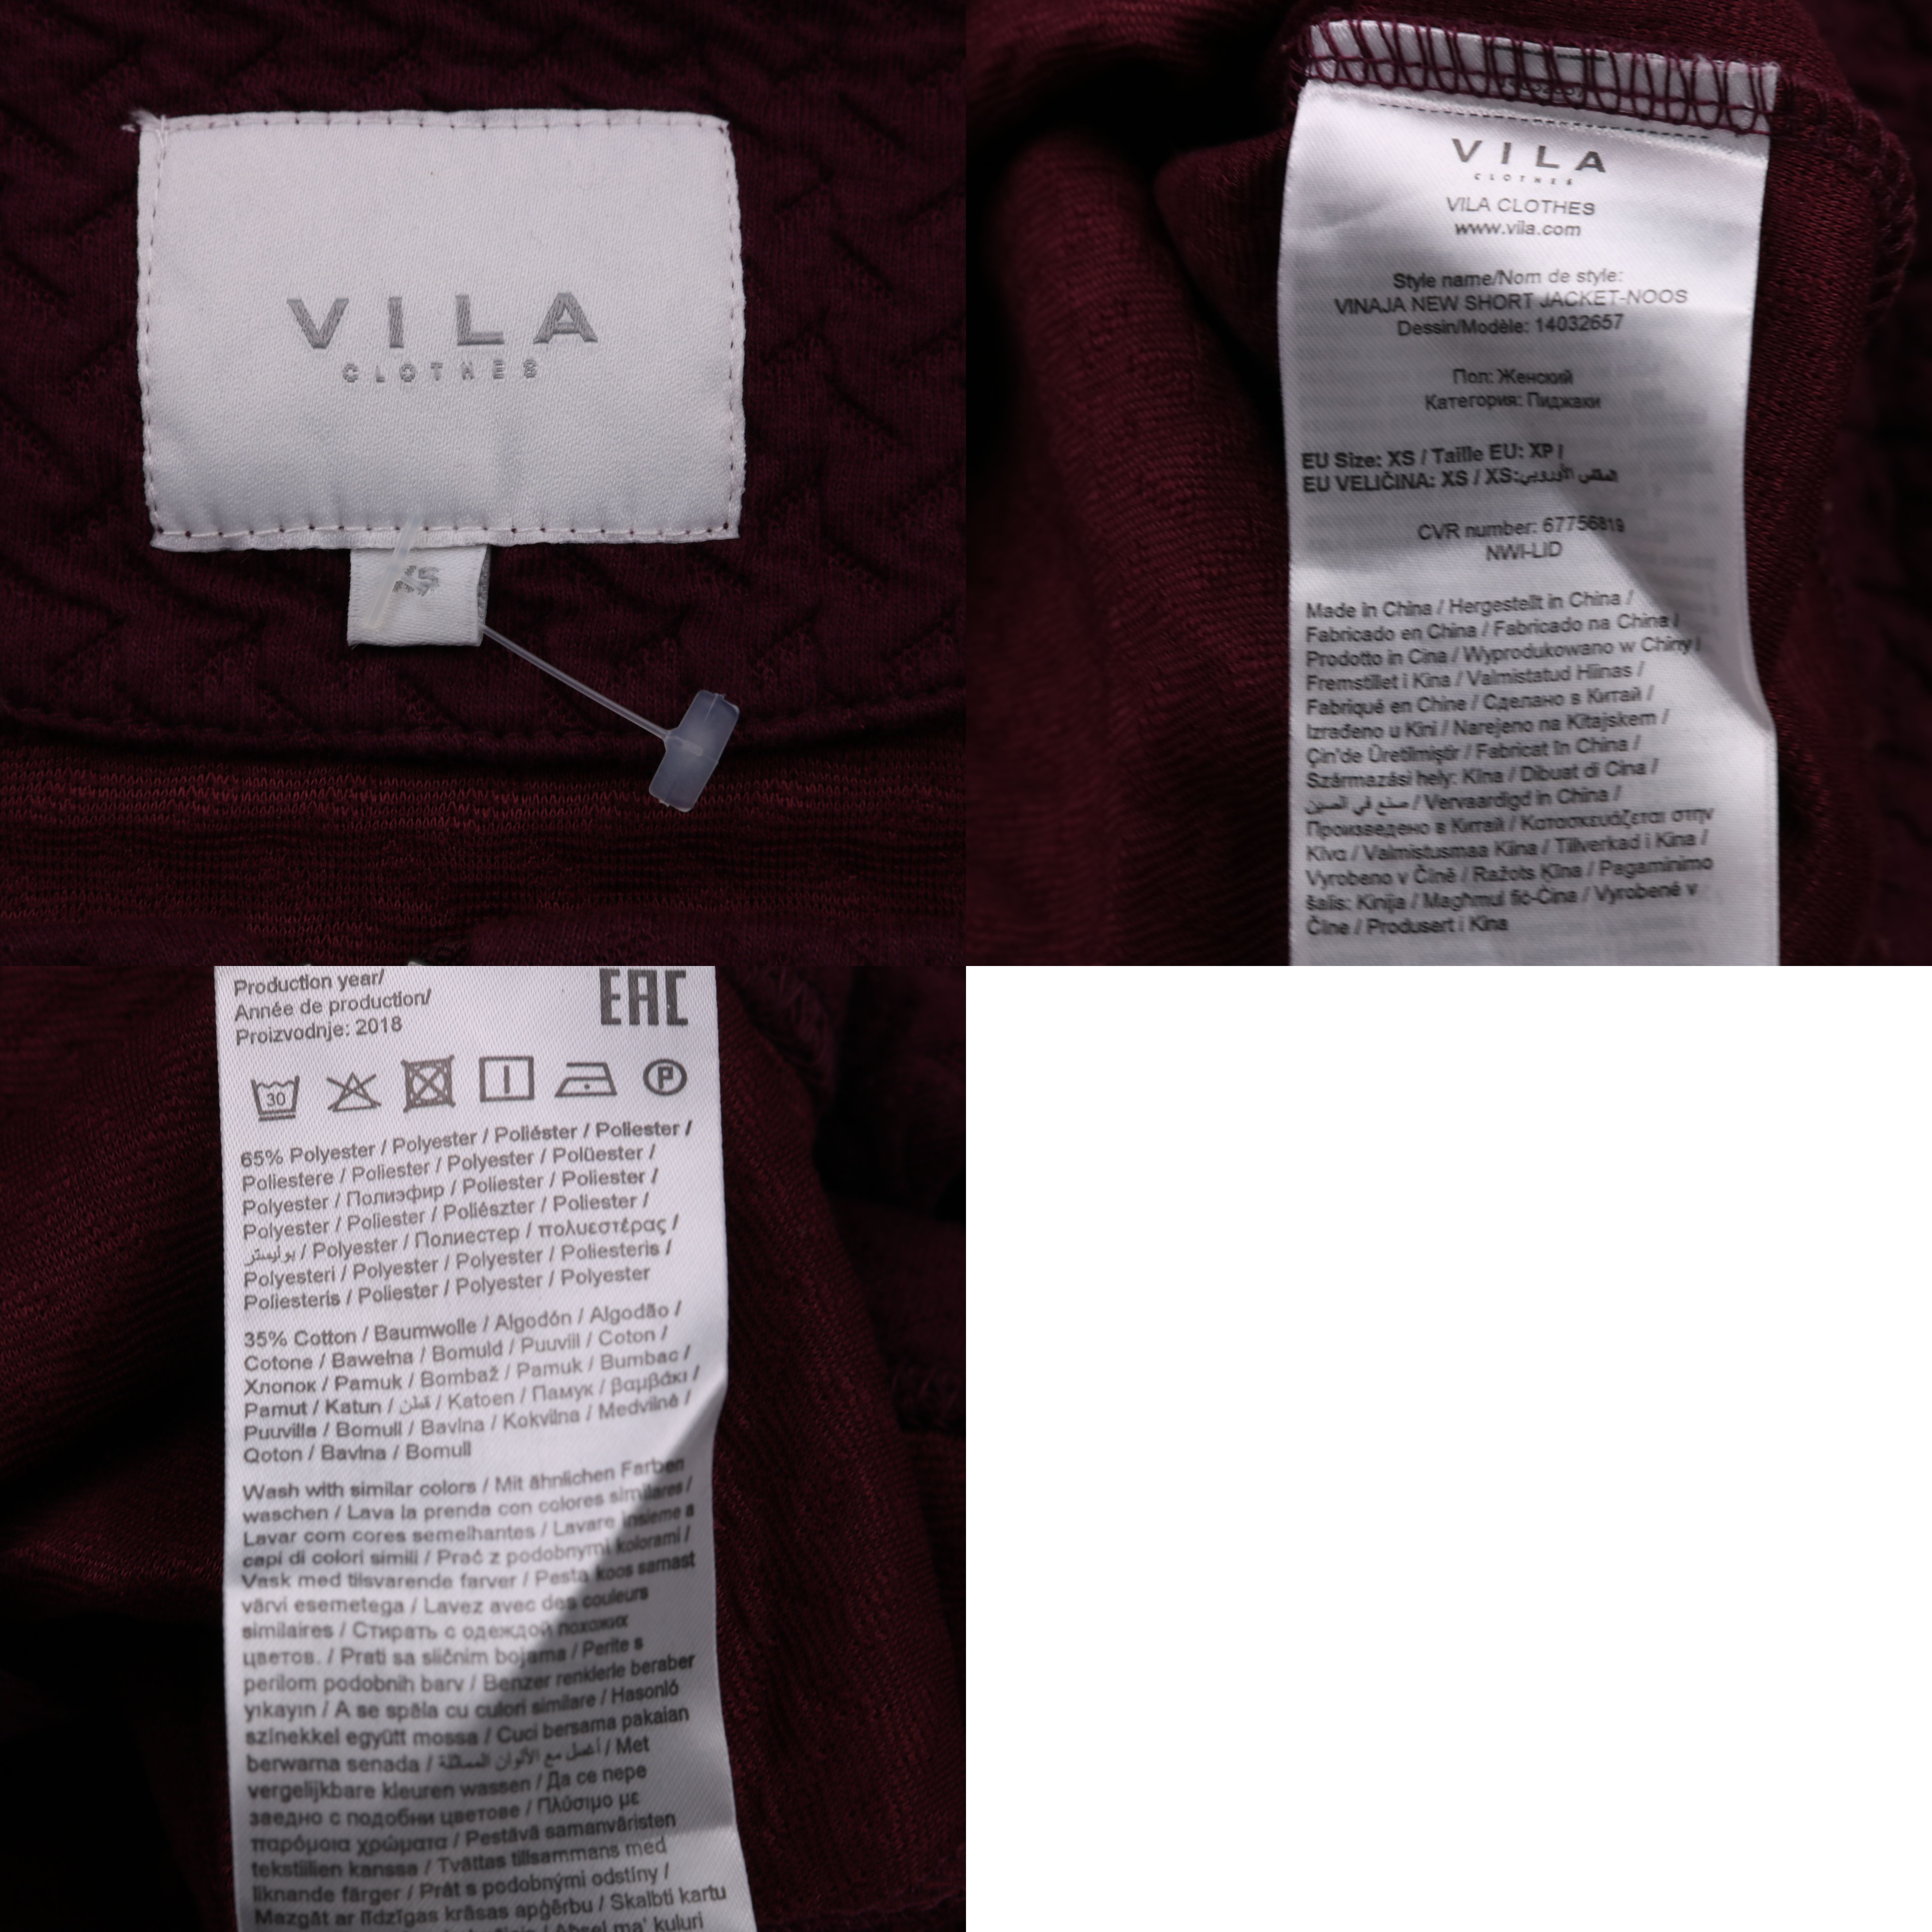 VILA
CLOTHES
XS
VILA
CLOTHES
VILA CLOTHES
www.vila.com
Style name/Nom de style:
VINAJA NEW SHORT JACKET-NOOS
Dessin/Modèle: 14032657
Пол: Женский
Категория: Пиджаки
EU Size: XS / Taille EU: XP /
EU VELIČINA: XS / XS:المقاس الأوروبي
CVR number: 67756819
NWI-LID
Made in China / Hergestellt in China /
Fabricado en China / Fabricado na China /
Prodotto in Cina / Wyprodukowano w Chiny /
Fremstillet i Kina / Valmistatud Hiinas /
Fabriqué en Chine / Сделано в Китай /
Izrađeno u Kini / Narejeno na Kitajskem /
Çin'de Üretilmiştir / Fabricat în China /
Származási hely: Kína / Dibuat di Cina /
صنع في الصين / Vervaardigd in China /
Произведено в Китай / Κατασκευάζεται στην
Κίνα / Valmistusmaa Kiina / Tillverkad i Kina /
Vyrobeno v Čině / Ražots Ķīna / Pagaminimo
šalis: Kinija / Magħmul fiċ-Ċina / Vyrobené v
Číne / Produsert i Kina
Production year/
Année de production/
Proizvodnje: 2018
EAC
30
P
65% Polyester / Polyester / Poliéster / Poliester /
Poliestere / Poliester / Polyester / Polüester /
Polyester / Полиэфир / Poliester / Poliester /
Polyester / Poliester / Poliészter / Poliester /
بوليستر / Polyester / Полиестер / πολυεστέρας /
Polyesteri / Polyester / Polyester / Poliesteris /
Poliesteris / Poliester / Polyester / Polyester
35% Cotton / Baumwolle / Algodón / Algodão /
Cotone / Bawełna / Bomuld / Puuvill / Coton /
Хлопок / Pamuk / Bombaž / Pamuk / Bumbac /
Pamut / Katun / قطن / Katoen / Памук / βαμβάκι /
Puuvilla / Bomull / Bavlna / Kokvilna / Medvilnė /
Qoton / Bavlna / Bomull
Wash with similar colors / Mit ähnlichen Farben
waschen / Lava la prenda con colores similares /
Lavar com cores semelhantes / Lavare insieme a
capi di colori simili / Prać z podobnymi kolorami /
Vask med tilsvarende farver / Pesta koos samast
värvi esemetega / Lavez avec des couleurs
similaires / Стирать с одеждой похожих
цветов. / Prati sa sličnim bojama / Perite s
perilom podobnih barv / Benzer renklerle beraber
yıkayın / A se spăla cu culori similare / Hasonló
színekkel együtt mossa / Cuci bersama pakaian
berwarna senada / أغسل مع الألوان المماثلة / Met
vergelijkbare kleuren wassen / Да се пере
заедно с подобни цветове / Πλύσιμο με
παρόμοια χρώματα / Pestävä samanväristen
tekstiilien kanssa / Tvättas tillsammans med
liknande färger / Prát s podobnými odstíny /
Mazgāt ar līdzīgas krāsas apģērbu / Skalbti kartu
/ Aħsel ma' kuluri